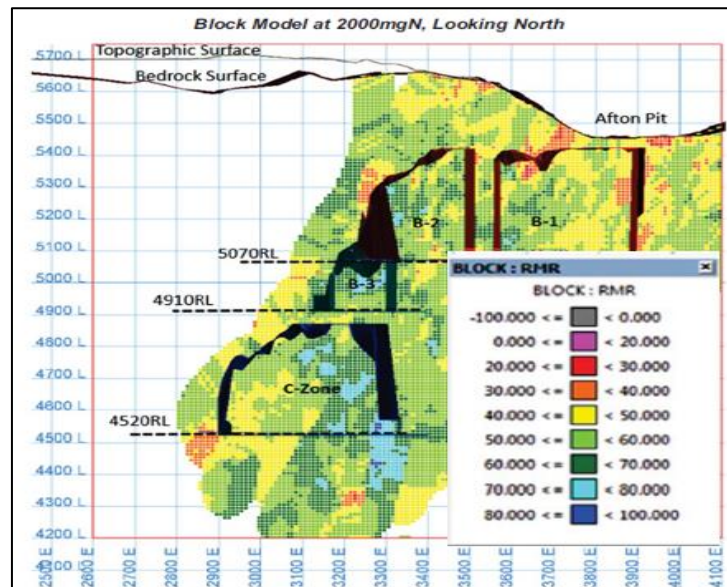 Block Model at 2000mgN, Looking North
5700 L
Topographic Surface
Bedrock Surface
5600 L
Afton Pit
5500 L
5400 L
5300 L
5200 L
B-2
B-1
5100 L
5070RL
5000 L
B-3
4910RL
4900 L
4800 L
4700 L
C-Zone
4600 L
4520RL
4500 L
4400 L
4300 L
4200 L
4300 L
BLOCK : RMR
BLOCK : RMR
-100.000 <= < 0.000
0.000 <= < 20.000
20.000 <= < 30.000
30.000 <= < 40.000
40.000 <= < 50.000
50.000 <= < 60.000
60.000 <= < 70.000
70.000 <= < 80.000
80.000 <= < 100.000
2500 E
2600 E
2700 E
2800 E
2900 E
3000 E
3100 E
3200 E
3300 E
3400 E
3500 E
3600 E
3700 E
3800 E
3900 E
4000 E